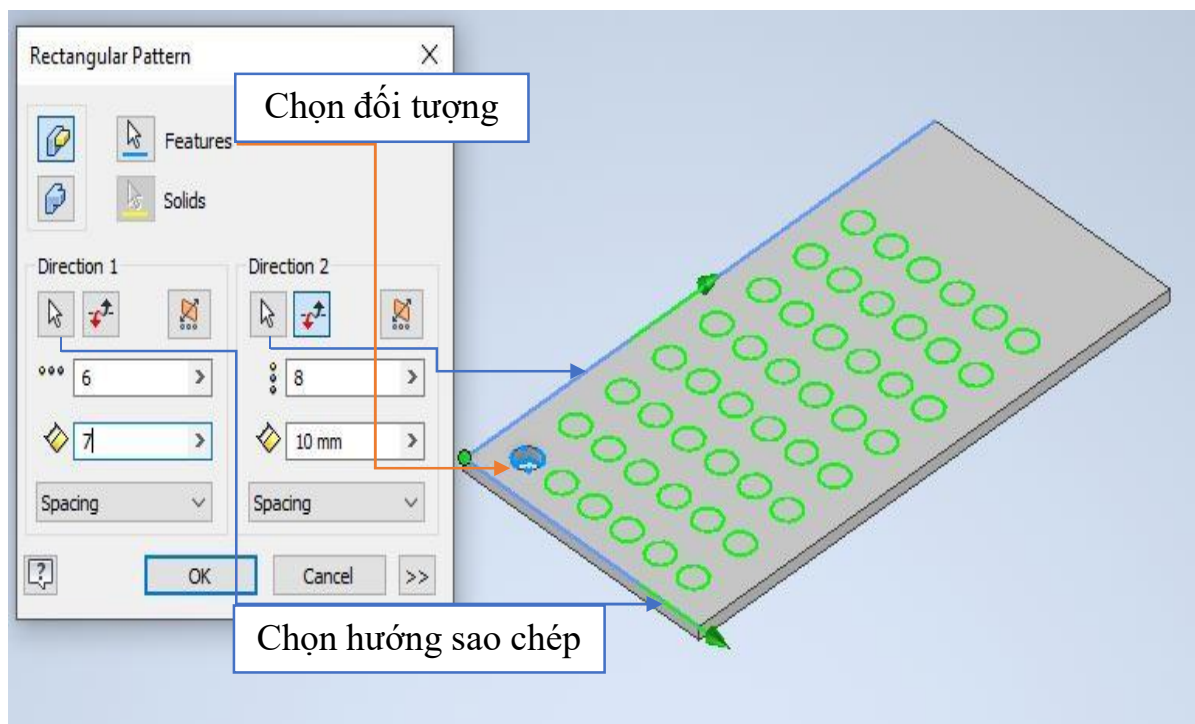 Rectangular Pattern
Chọn đối tượng
Features
Solids
Direction 1
Direction 2
6
8
7
10 mm
Spacing
Spacing
?
OK
Cancel
>>
Chọn hướng sao chép